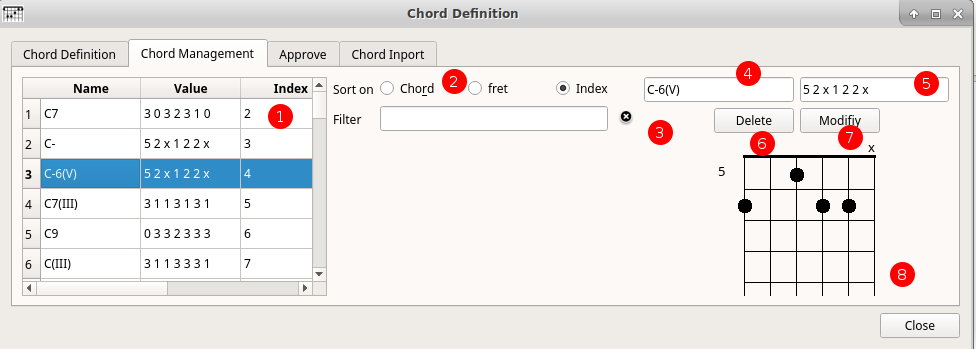 Chord Definition
Chord Definition Chord Management Approve Chord Inport
Name Value Index
1 C7 3 0 3 2 3 1 0 2
2 C- 5 2 x 1 2 2 x 3
3 C-6(V) 5 2 x 1 2 2 x 4
4 C7(III) 3 1 1 3 1 3 1 5
5 C9 0 3 3 2 3 3 3 6
6 C(III) 3 1 1 3 3 3 1 7
1
Sort on Chord 2 fret Index
Filter 3
4 5
C-6(V) 5 2 x 1 2 2 x
Delete Modifiy
6 7
x
5
8
Close